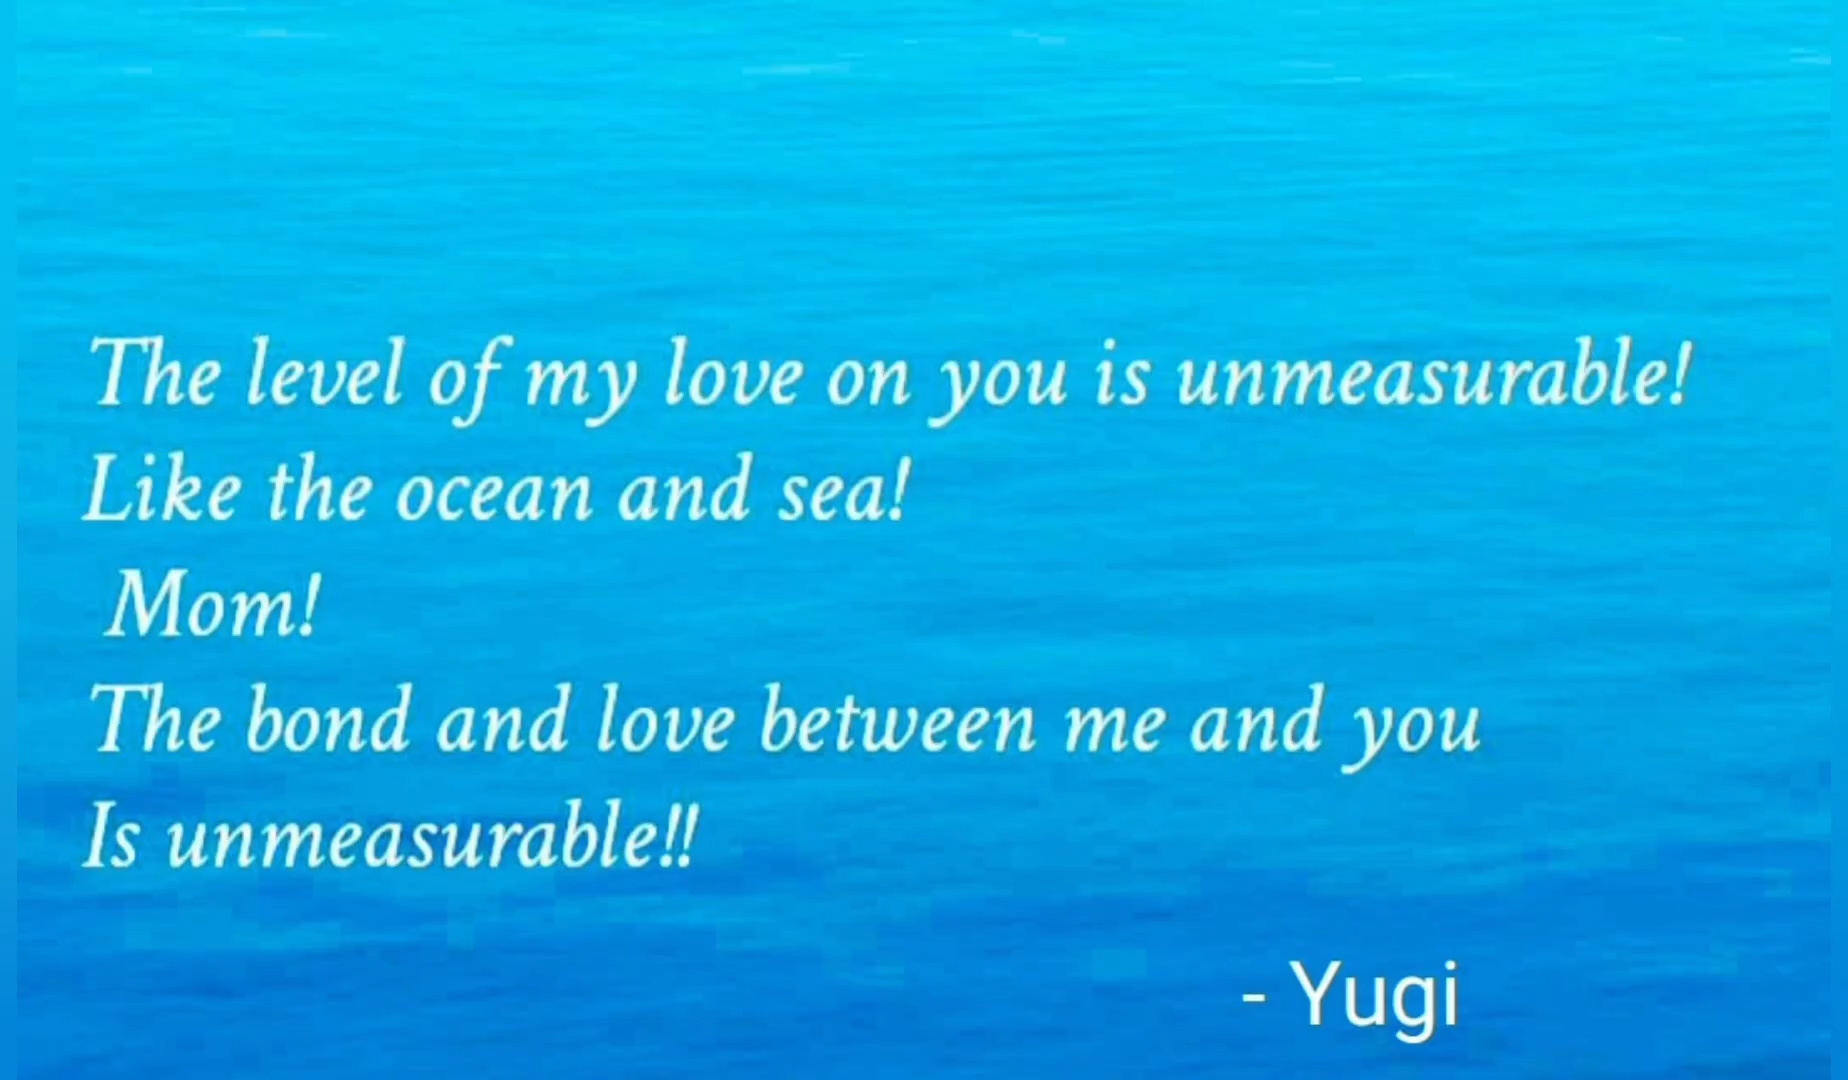 The level of my love on you is unmeasurable!
Like the ocean and sea!
Mom!
The bond and love between me and you
Is unmeasurable!!
- Yugi